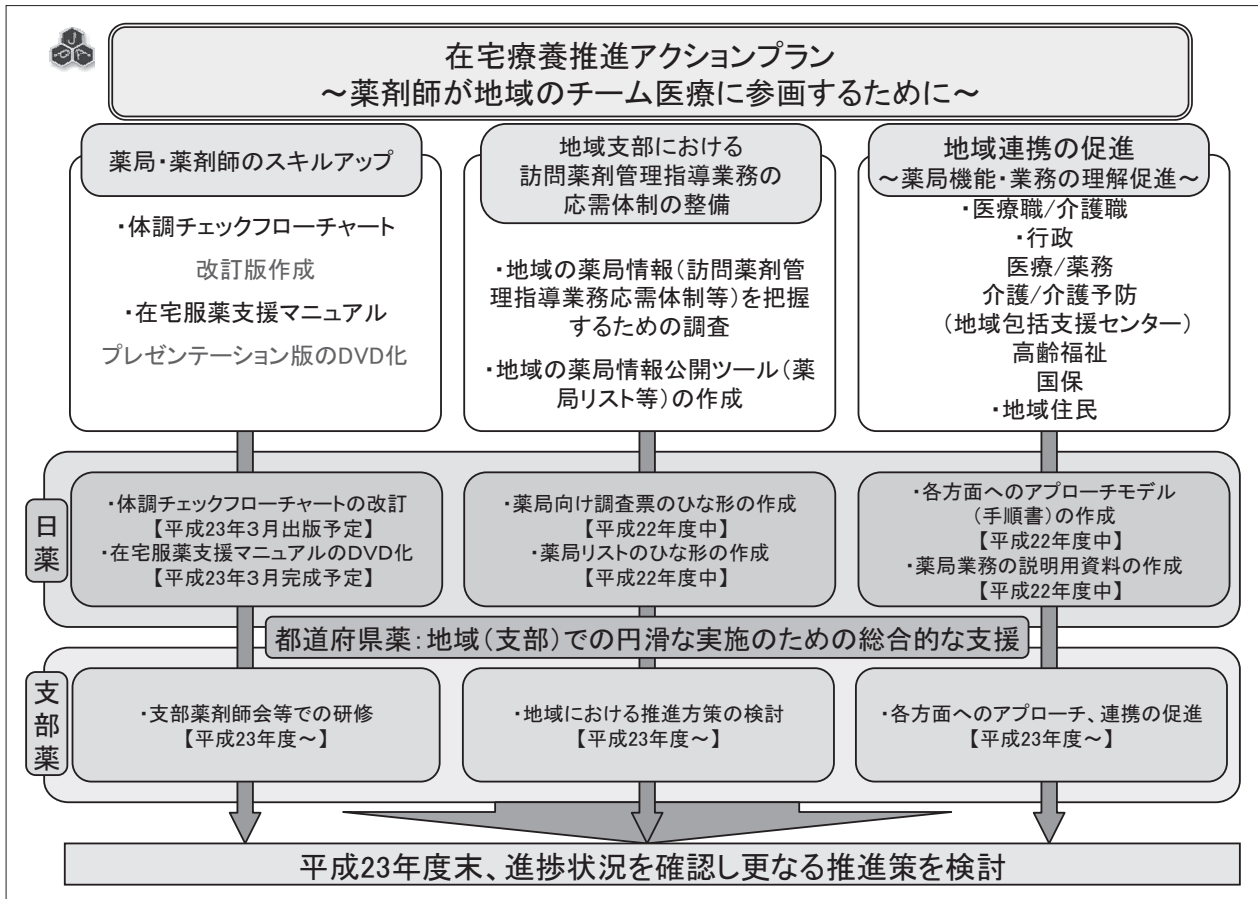 在宅療養推進アクションプラン
～薬剤師が地域のチーム医療に参画するために～
薬局・薬剤師のスキルアップ
・体調チェックフローチャート
改訂版作成
・在宅服薬支援マニュアル
プレゼンテーション版のDVD化
地域支部における
訪問薬剤管理指導業務の
応需体制の整備
・地域の薬局情報（訪問薬剤管
理指導業務応需体制等）を把握
するための調査
・地域の薬局情報公開ツール（薬
局リスト等）の作成
地域連携の促進
～薬局機能・業務の理解促進～
・医療職/介護職
・行政
医療/薬務
介護/介護予防
（地域包括支援センター）
高齢福祉
国保
・地域住民
日薬
・体調チェックフローチャートの改訂
【平成23年３月出版予定】
・在宅服薬支援マニュアルのDVD化
【平成23年３月完成予定】
・薬局向け調査票のひな形の作成
【平成22年度中】
・薬局リストのひな形の作成
【平成22年度中】
・各方面へのアプローチモデル
（手順書）の作成
【平成22年度中】
・薬局業務の説明用資料の作成
【平成22年度中】
都道府県薬：地域（支部）での円滑な実施のための総合的な支援
支部薬
・支部薬剤師会等での研修
【平成23年度～】
・地域における推進方策の検討
【平成23年度～】
・各方面へのアプローチ、連携の促進
【平成23年度～】
平成23年度末、進捗状況を確認し更なる推進策を検討